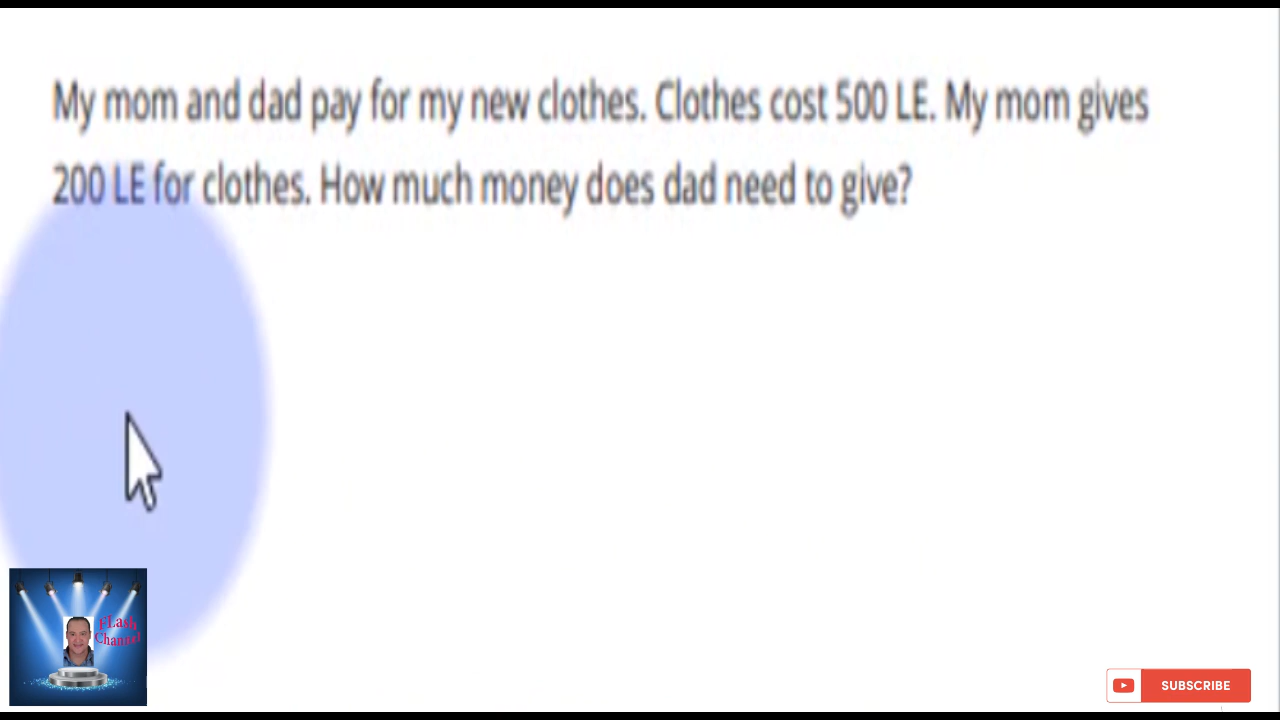 My mom and dad pay for my new clothes. Clothes cost 500 LE. My mom gives
200 LE for clothes. How much money does dad need to give?
FLash
Channel
SUBSCRIBE